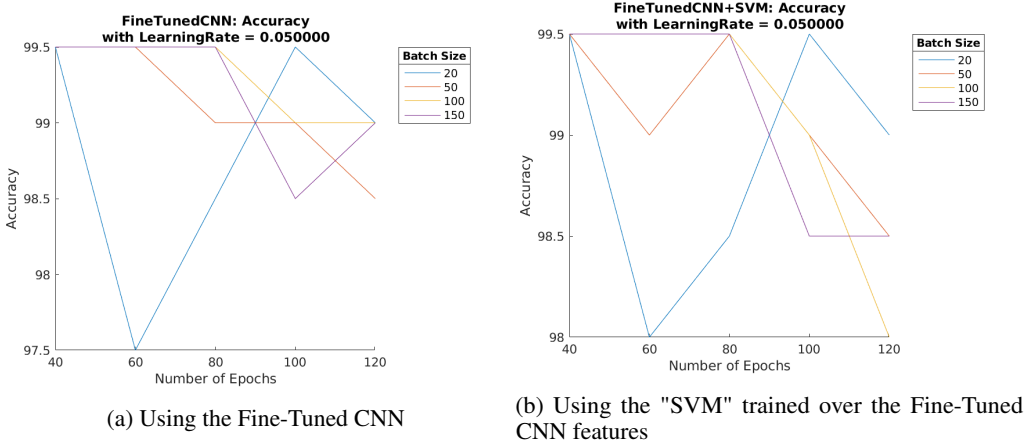 FineTunedCNN: Accuracy
with LearningRate = 0.050000
99.5
99
98.5
98
97.5
40
60
80
100
120
Accuracy
Number of Epochs
Batch Size
20
50
100
150
(a) Using the Fine-Tuned CNN
FineTunedCNN+SVM: Accuracy
with LearningRate = 0.050000
99.5
99
98.5
98
40
60
80
100
120
Accuracy
Number of Epochs
Batch Size
20
50
100
150
(b) Using the "SVM" trained over the Fine-Tuned
CNN features